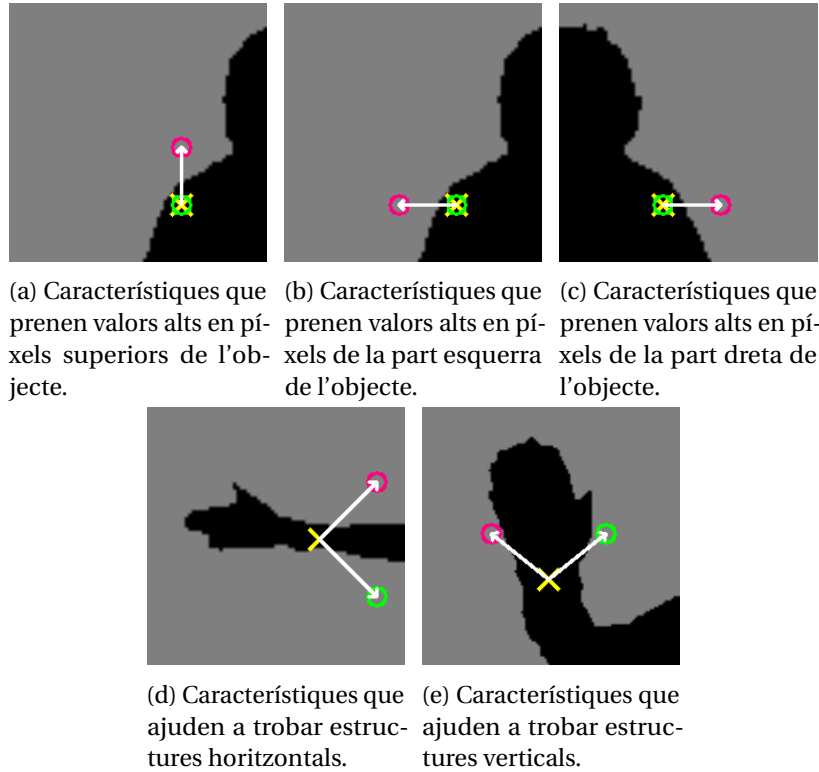 (a) Característiques que
prenen valors alts en pí-
xels superiors de l'ob-
jecte.
(b) Característiques que
prenen valors alts en pí-
xels de la part esquerra
de l'objecte.
(c) Característiques que
prenen valors alts en pí-
xels de la part dreta de
l'objecte.
(d) Característiques que
ajuden a trobar estruc-
tures horitzontals.
(e) Característiques que
ajuden a trobar estruc-
tures verticals.